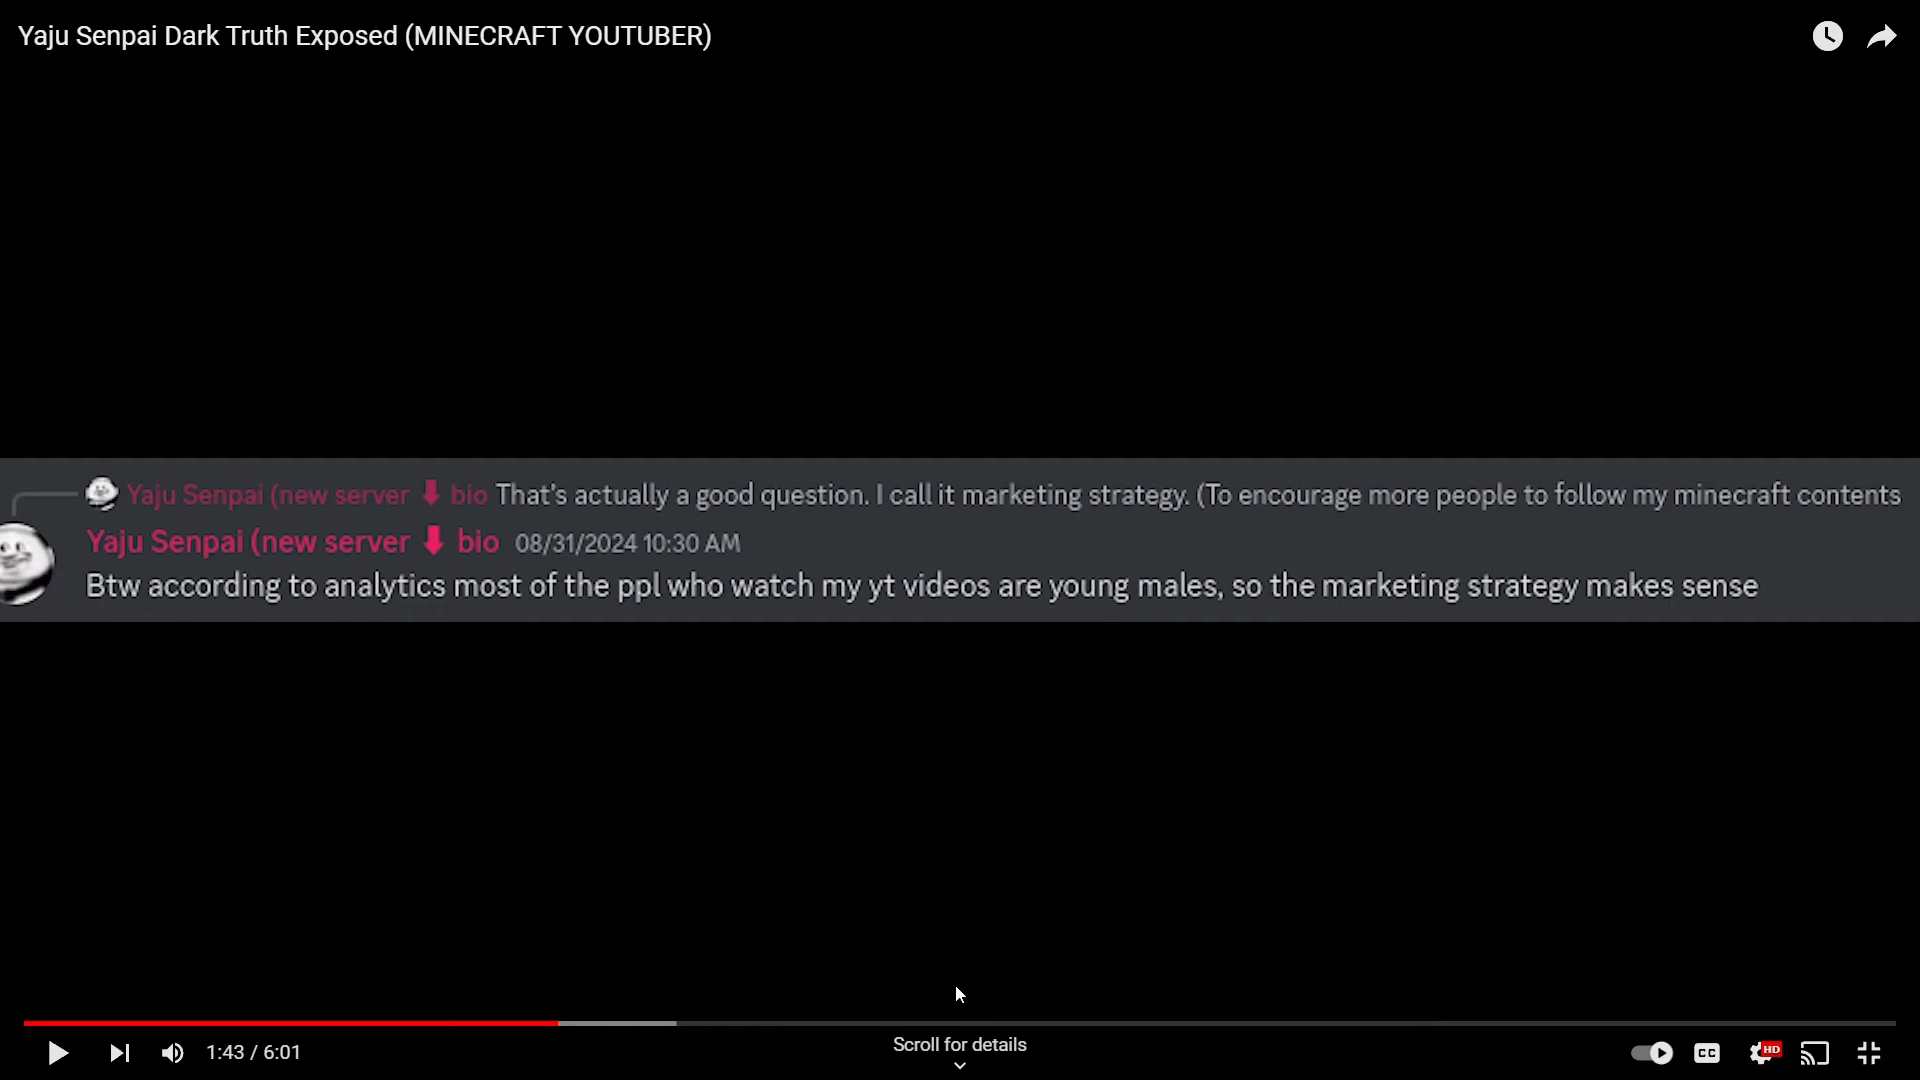 Yaju Senpai Dark Truth Exposed (MINECRAFT YOUTUBER)
Yaju Senpai (new server ⬇ bio That's actually a good question. I call it marketing strategy. (To encourage more people to follow my minecraft contents
Yaju Senpai (new server ⬇ bio 08/31/2024 10:30 AM
Btw according to analytics most of the ppl who watch my yt videos are young males, so the marketing strategy makes sense
Scroll for details
1:43 / 6:01
CC
HD